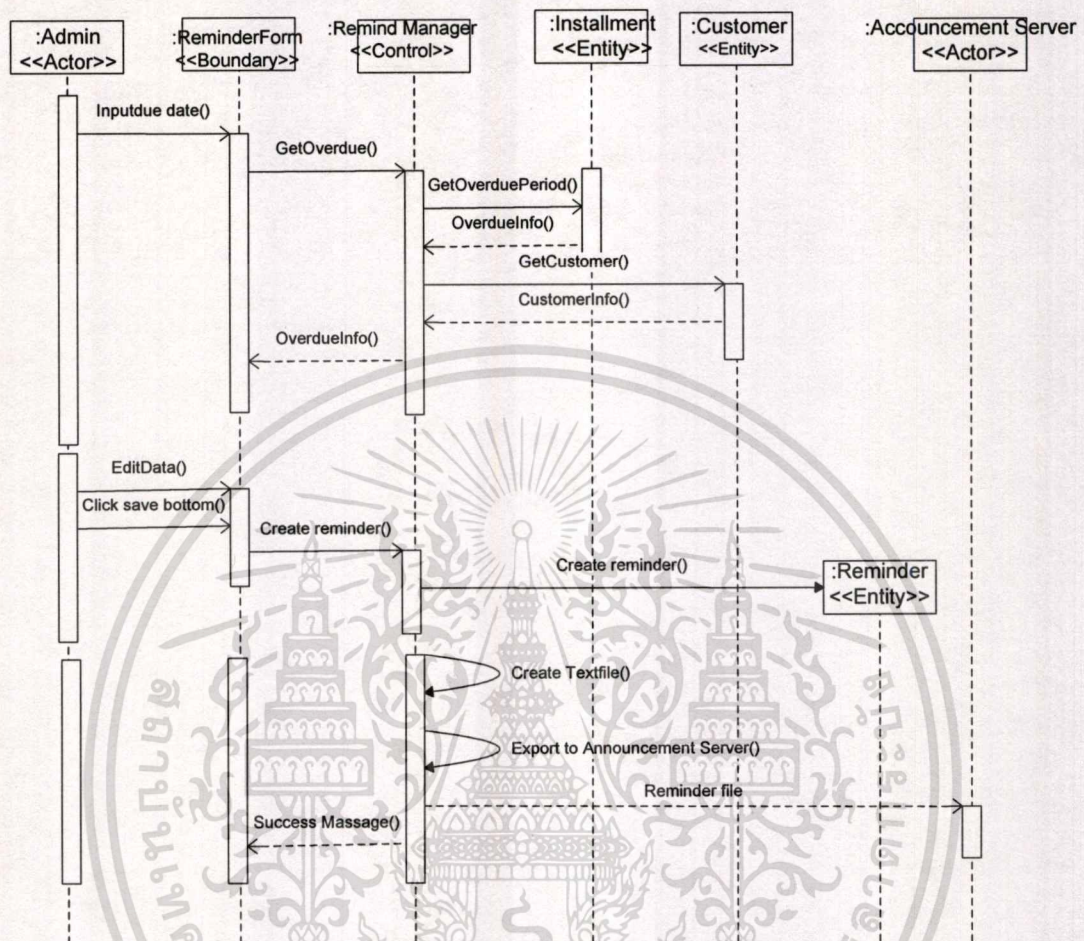 :Admin
<<Actor>>
:ReminderForm
<<Boundary>>
:Remind Manager
<<Control>>
:Installment
<<Entity>>
:Customer
<<Entity>>
:Accouncement Server
<<Actor>>
Inputdue date()
GetOverdue()
GetOverduePeriod()
OverdueInfo()
GetCustomer()
CustomerInfo()
OverdueInfo()
EditData()
Click save bottom()
Create reminder()
Create reminder()
:Reminder
<<Entity>>
Create Textfile()
Export to Announcement Server()
Reminder file
Success Massage()